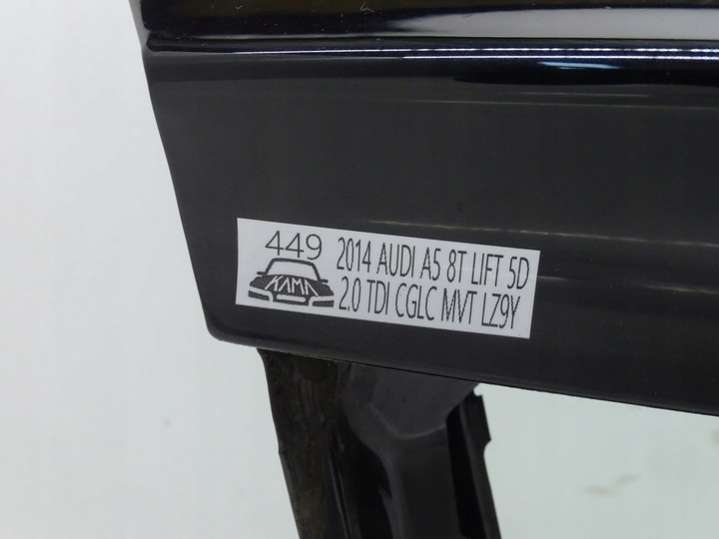 449
KAMA
2014 AUDI A5 8T LIFT 5D
2.0 TDI CGLC MVT LZ9Y